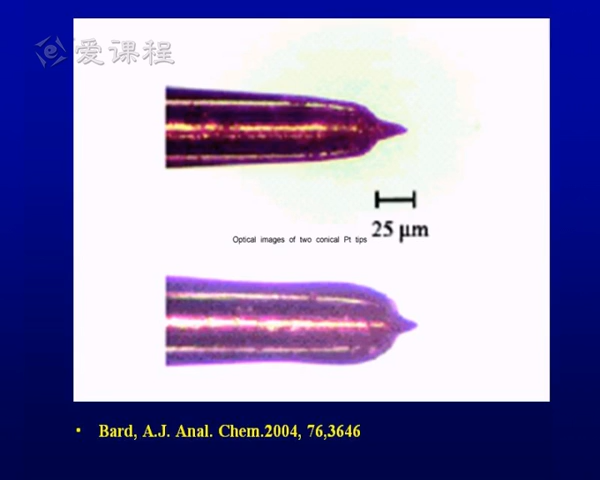 爱课程
25 μm
Optical images of two conical Pt tips
• Bard, A.J. Anal. Chem.2004, 76,3646